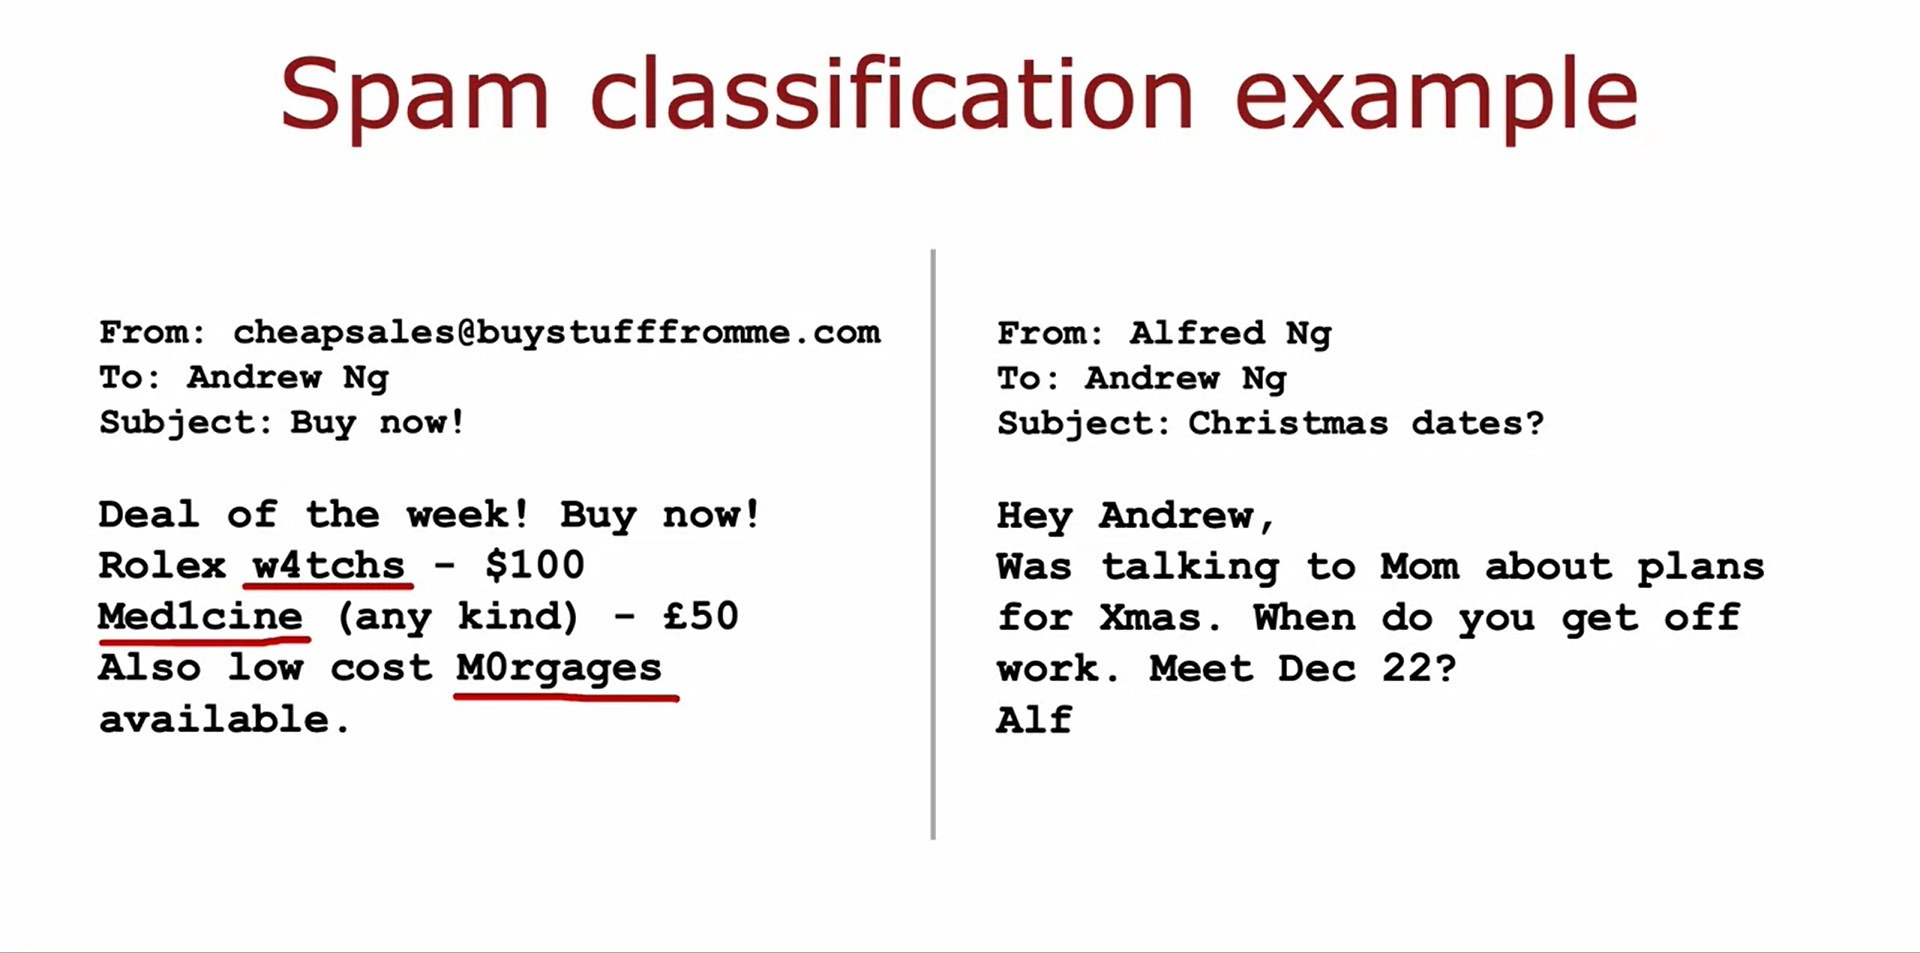 Spam classification example
From: cheapsales@buystufffromme.com
To: Andrew Ng
Subject: Buy now!
Deal of the week! Buy now!
Rolex w4tchs - $100
Med1cine (any kind) - £50
Also low cost M0rgages
available.
From: Alfred Ng
To: Andrew Ng
Subject: Christmas dates?
Hey Andrew,
Was talking to Mom about plans
for Xmas. When do you get off
work. Meet Dec 22?
Alf